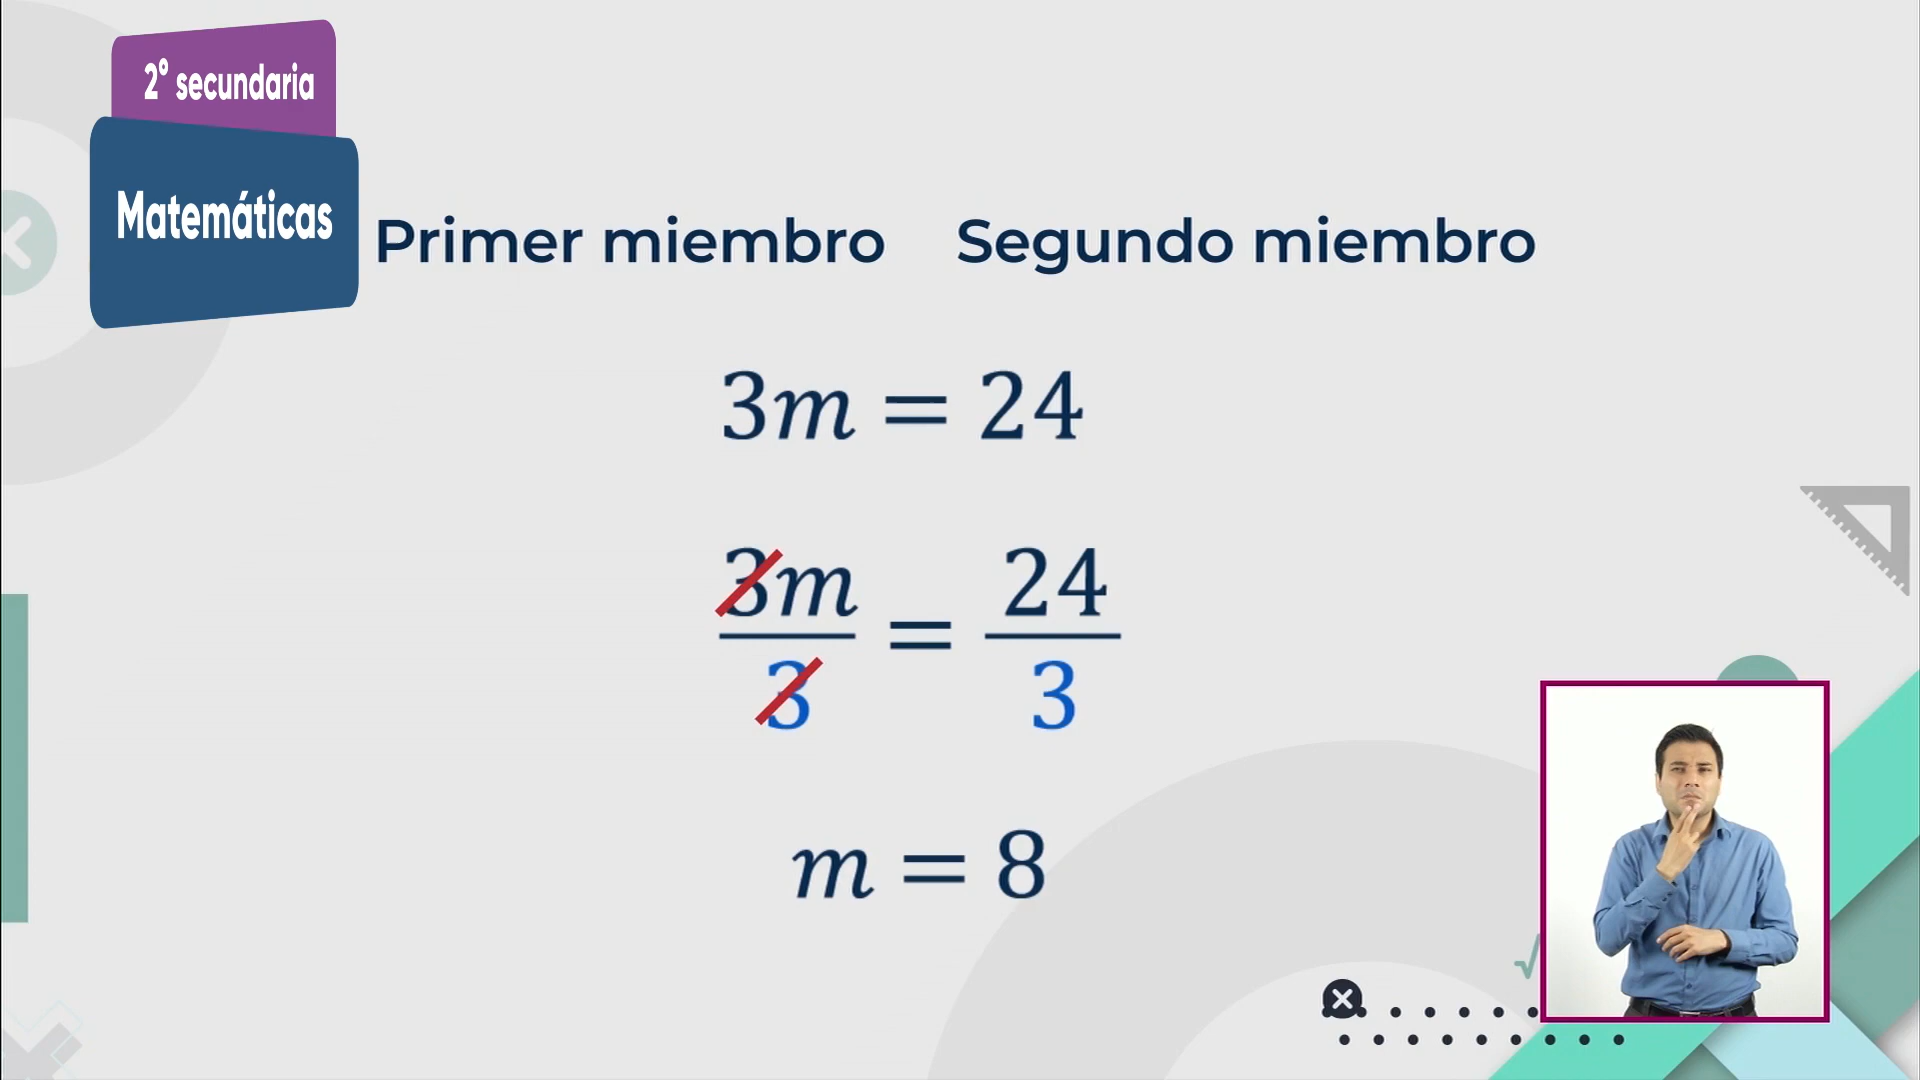 2° secundaria
Matemáticas
Primer miembro Segundo miembro
3m = 24
3m/3 = 24/3
m = 8